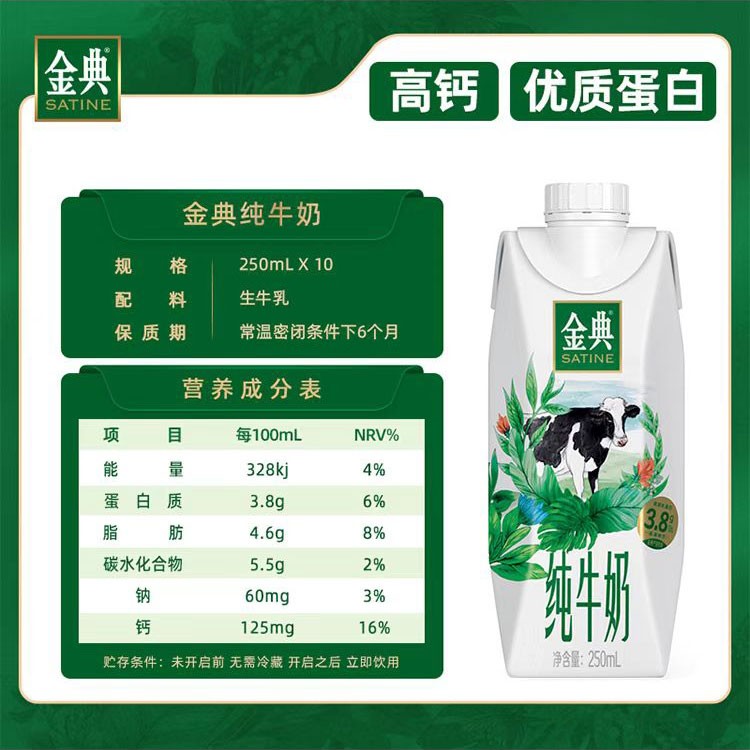 金典®
SATINE
高钙 优质蛋白
金典纯牛奶
规格 250mL X 10
配料 生牛乳
保质期 常温密闭条件下6个月
营养成分表
项目 每100mL NRV%
能量 328kj 4%
蛋白质 3.8g 6%
脂肪 4.6g 8%
碳水化合物 5.5g 2%
钠 60mg 3%
钙 125mg 16%
贮存条件：未开启前 无需冷藏 开启之后 立即饮用
金典®
SATINE
3.8g
纯牛奶
净含量：250mL